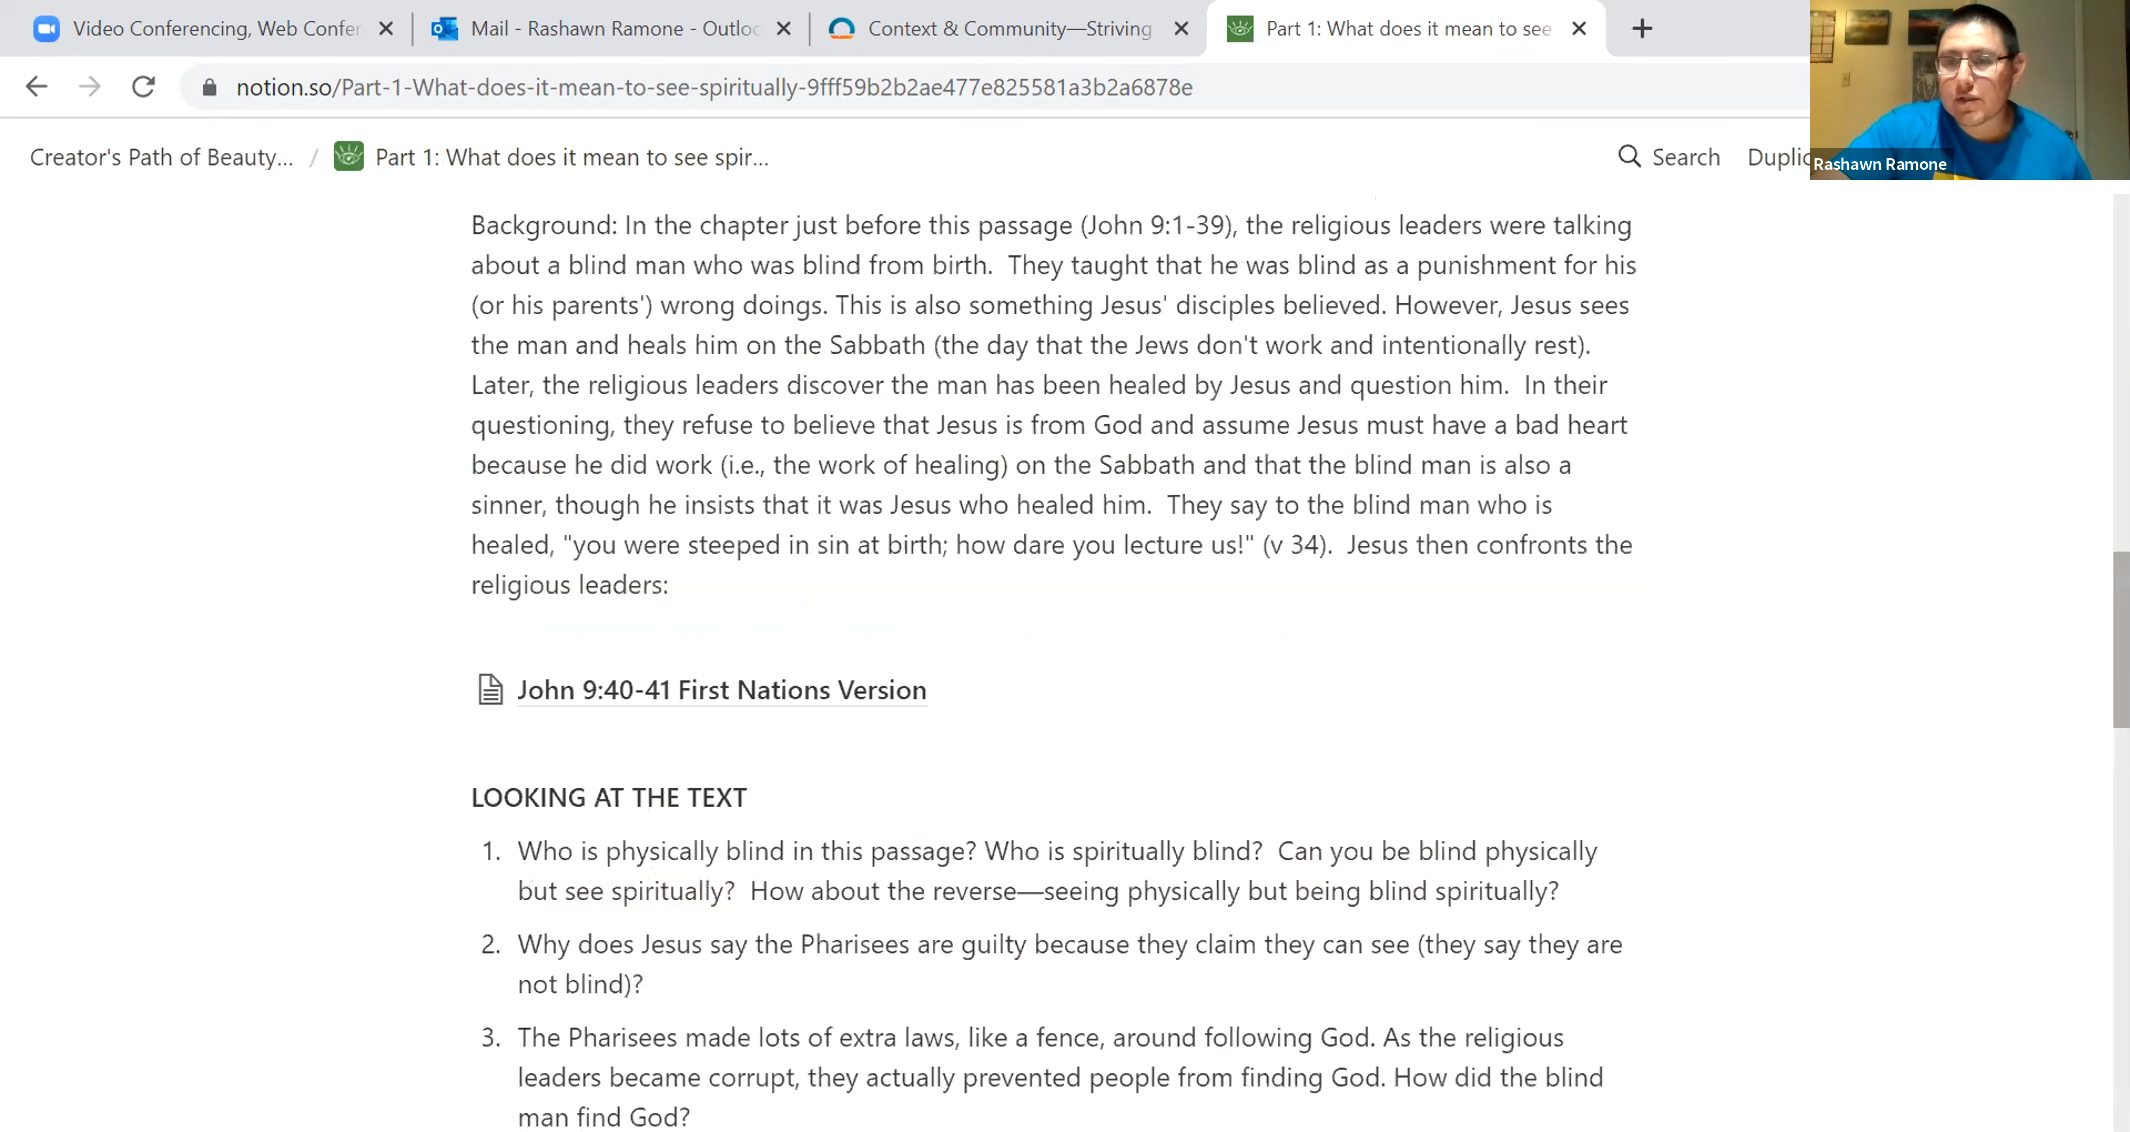 Video Conferencing, Web Confer
Mail - Rashawn Ramone - Outloo
Context & Community—Striving
Part 1: What does it mean to see
notion.so/Part-1-What-does-it-mean-to-see-spiritually-9fff59b2b2ae477e825581a3b2a6878e
Creator's Path of Beauty... / Part 1: What does it mean to see spir...
Search Duplic
Rashawn Ramone
Background: In the chapter just before this passage (John 9:1-39), the religious leaders were talking
about a blind man who was blind from birth.  They taught that he was blind as a punishment for his
(or his parents') wrong doings. This is also something Jesus' disciples believed. However, Jesus sees
the man and heals him on the Sabbath (the day that the Jews don't work and intentionally rest).
Later, the religious leaders discover the man has been healed by Jesus and question him.  In their
questioning, they refuse to believe that Jesus is from God and assume Jesus must have a bad heart
because he did work (i.e., the work of healing) on the Sabbath and that the blind man is also a
sinner, though he insists that it was Jesus who healed him.  They say to the blind man who is
healed, "you were steeped in sin at birth; how dare you lecture us!" (v 34).  Jesus then confronts the
religious leaders:
John 9:40-41 First Nations Version
LOOKING AT THE TEXT
1. Who is physically blind in this passage? Who is spiritually blind?  Can you be blind physically
but see spiritually?  How about the reverse—seeing physically but being blind spiritually?
2. Why does Jesus say the Pharisees are guilty because they claim they can see (they say they are
not blind)?
3. The Pharisees made lots of extra laws, like a fence, around following God. As the religious
leaders became corrupt, they actually prevented people from finding God. How did the blind
man find God?